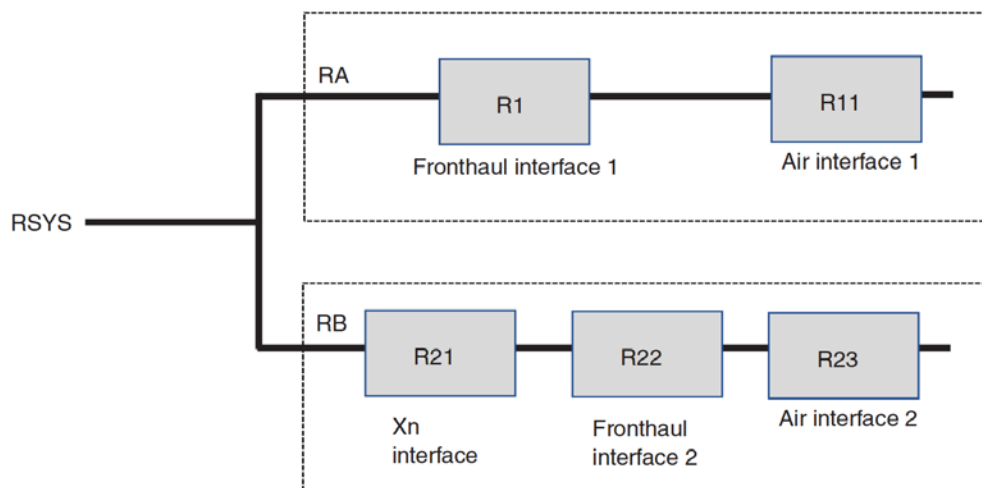 RA
R1
R11
Fronthaul interface 1
Air interface 1
RSYS
RB
R21
R22
R23
Xn
interface
Fronthaul
interface 2
Air interface 2